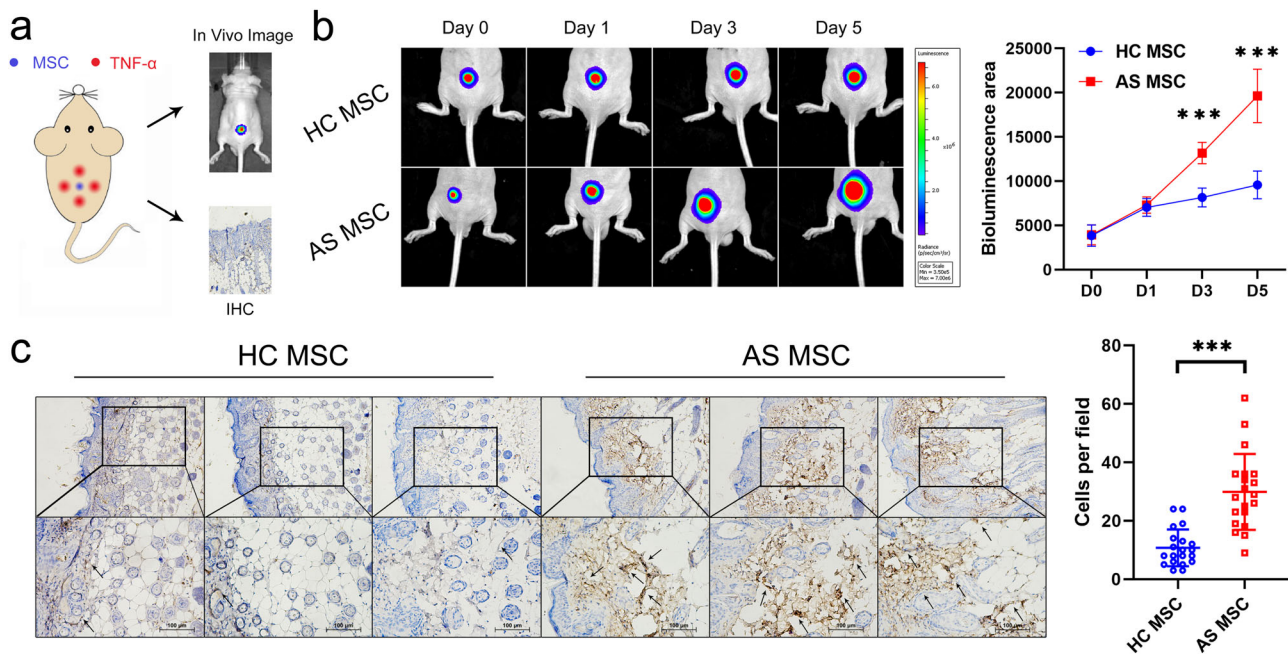 a
In Vivo Image
MSC TNF-α
IHC
b
Day 0 Day 1 Day 3 Day 5
HC MSC
AS MSC
Luminescence
6.0
4.0
x10⁶
2.0
Radiance
(p/sec/cm²/sr)
Color Scale
Min = 3.50e5
Max = 7.00e6
HC MSC
AS MSC
*** ***
Bioluminescence area
25000
20000
15000
10000
5000
0
D0 D1 D3 D5
c
HC MSC AS MSC
100 μm 100 μm 100 μm 100 μm 100 μm 100 μm
***
Cells per field
80
60
40
20
0
HC MSC AS MSC